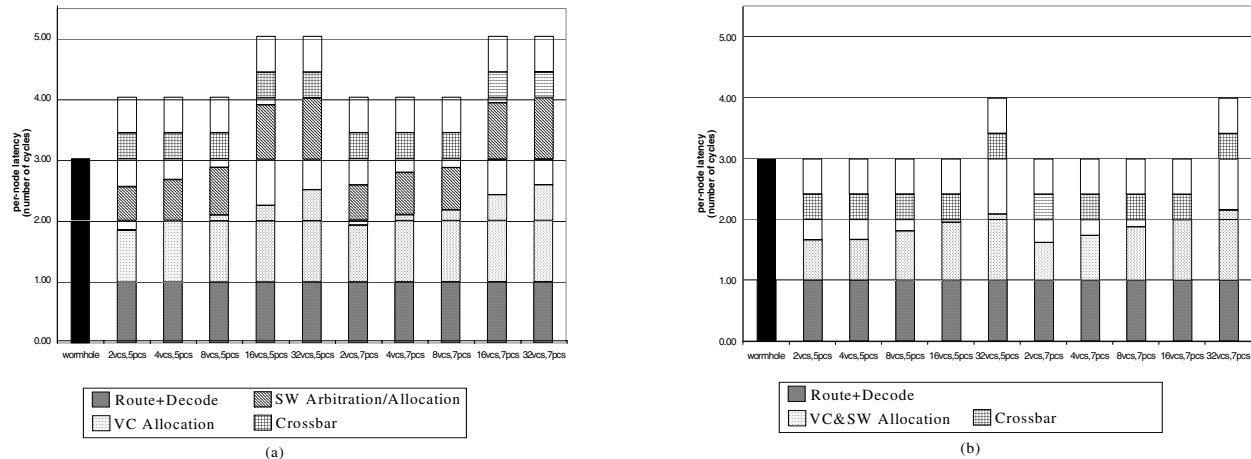 per-node latency
(number of cycles)
5.00
4.00
3.00
2.00
1.00
0.00
wormhole 2vcs,5pcs 4vcs,5pcs 8vcs,5pcs 16vcs,5pcs 32vcs,5pcs 2vcs,7pcs 4vcs,7pcs 8vcs,7pcs 16vcs,7pcs 32vcs,7pcs
Route+Decode SW Arbitration/Allocation
VC Allocation Crossbar
(a)
per-node latency
(number of cycles)
5.00
4.00
3.00
2.00
1.00
0.00
wormhole 2vcs,5pcs 4vcs,5pcs 8vcs,5pcs 16vcs,5pcs 32vcs,5pcs 2vcs,7pcs 4vcs,7pcs 8vcs,7pcs 16vcs,7pcs 32vcs,7pcs
Route+Decode
VC&SW Allocation Crossbar
(b)